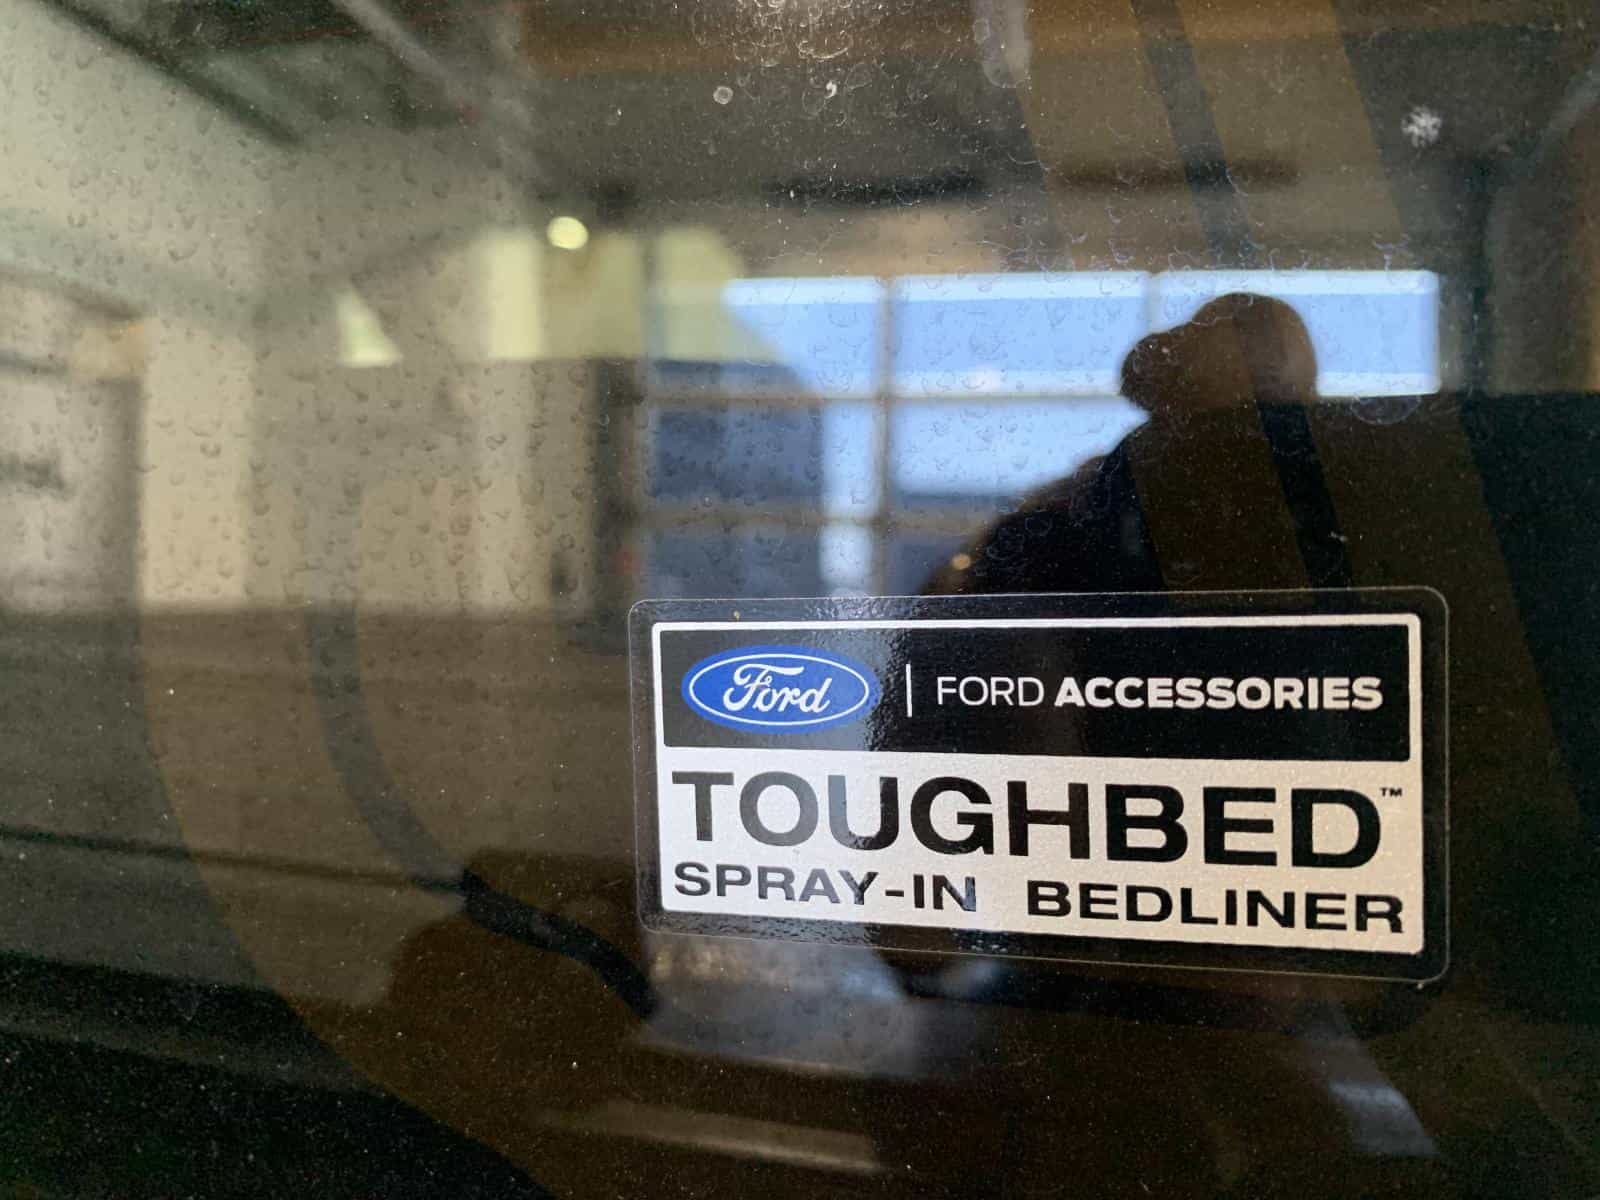 Ford | FORD ACCESSORIES
TOUGHBED™
SPRAY-IN BEDLINER